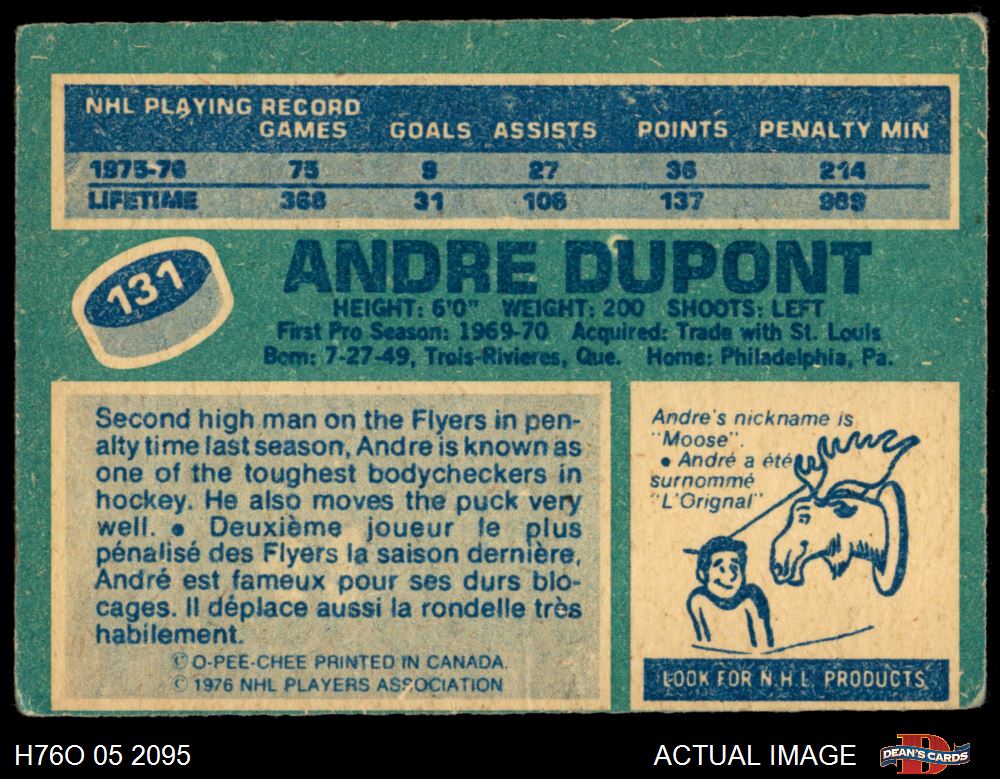 NHL PLAYING RECORD
GAMES GOALS ASSISTS POINTS PENALTY MIN
1975-76 75 9 27 36 214
LIFETIME 368 31 106 137 989
131
ANDRE DUPONT
HEIGHT: 6'0" WEIGHT: 200 SHOOTS: LEFT
First Pro Season: 1969-70 Acquired: Trade with St. Louis
Born: 7-27-49, Trois-Rivieres, Que. Home: Philadelphia, Pa.
Second high man on the Flyers in pen-
alty time last season, Andre is known as
one of the toughest bodycheckers in
hockey. He also moves the puck very
well. • Deuxième joueur le plus
pénalisé des Flyers la saison dernière,
André est fameux pour ses durs blo-
cages. Il déplace aussi la rondelle très
habilement.
© O-PEE-CHEE PRINTED IN CANADA.
© 1976 NHL PLAYERS ASSOCIATION
Andre's nickname is
"Moose".
• André a été
surnommé
"L'Orignal"
LOOK FOR N.H.L. PRODUCTS
H76O 05 2095
ACTUAL IMAGE
DEAN'S CARDS